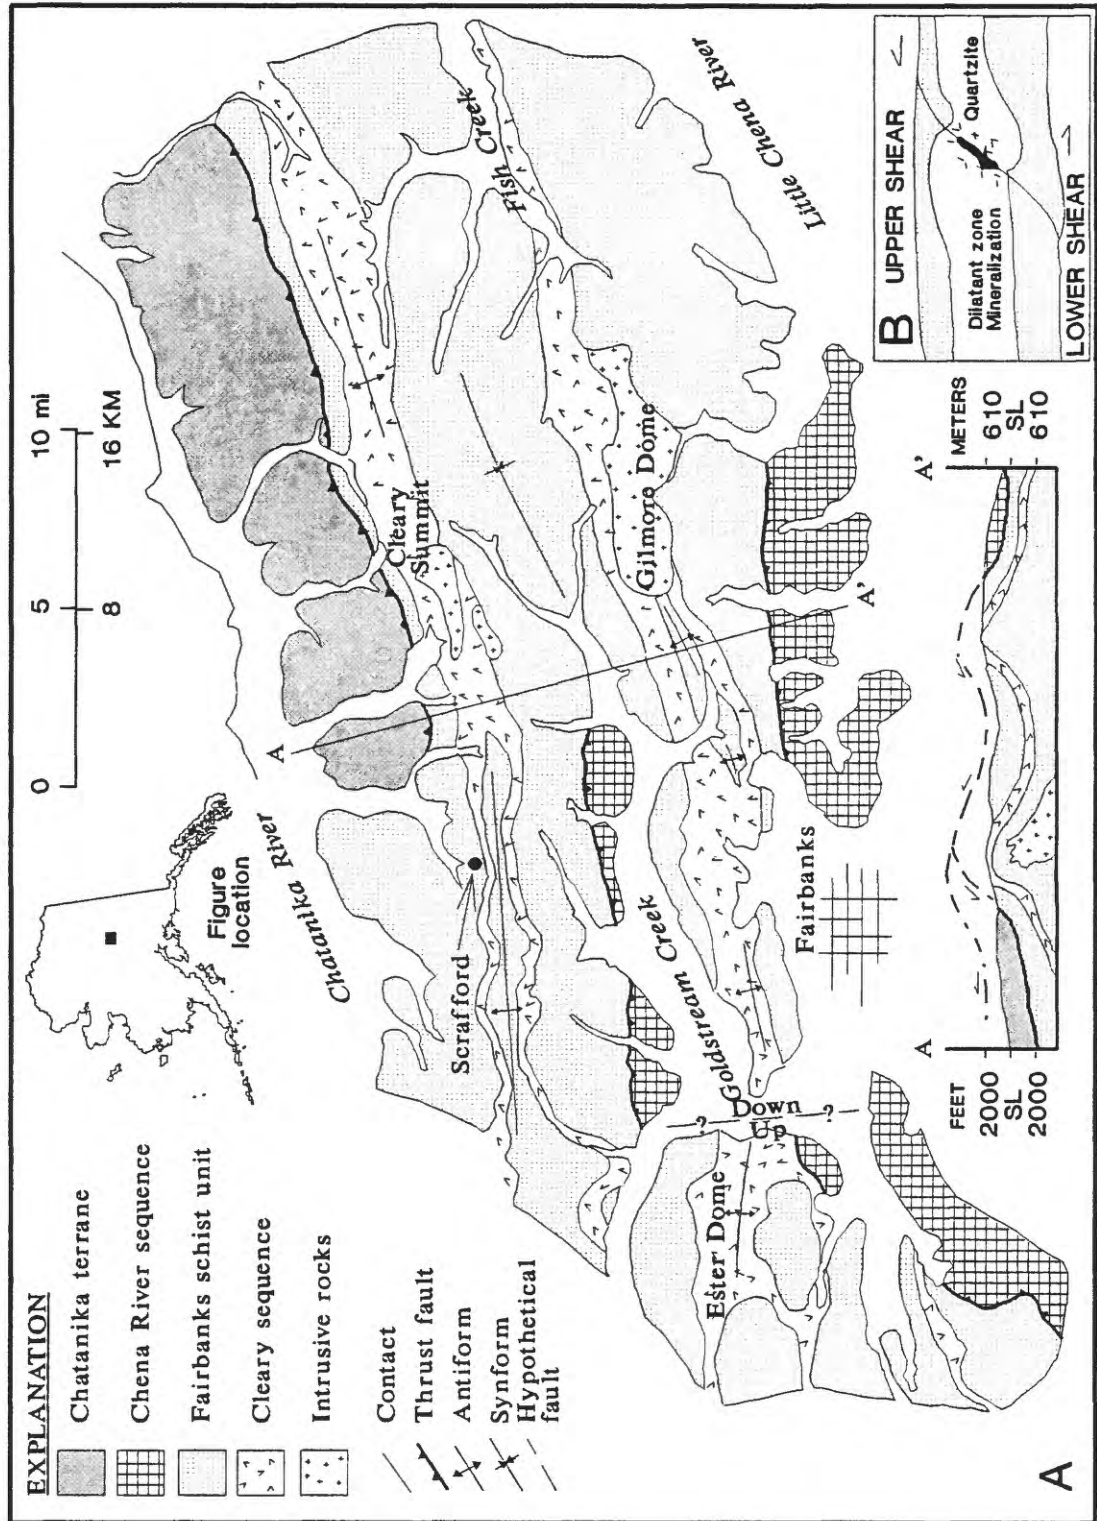 EXPLANATION
Chatanika terrane
Chena River sequence
Fairbanks schist unit
Cleary sequence
Intrusive rocks
Contact
Thrust fault
Antiform
Synform
Hypothetical
fault
Figure
location
0 5 10 mi
8 16 KM
Chatanika River
A
Cleary
Summit
Scrafford
Fish Creek
Little Chena River
Gilmore Dome
Goldstream Creek
A'
Fairbanks
?
Down
Up
?
Ester Dome
A
A A'
FEET
2000
SL
2000
METERS
610
SL
610
B
UPPER SHEAR
Dilatant zone
Mineralization
Quartzite
LOWER SHEAR